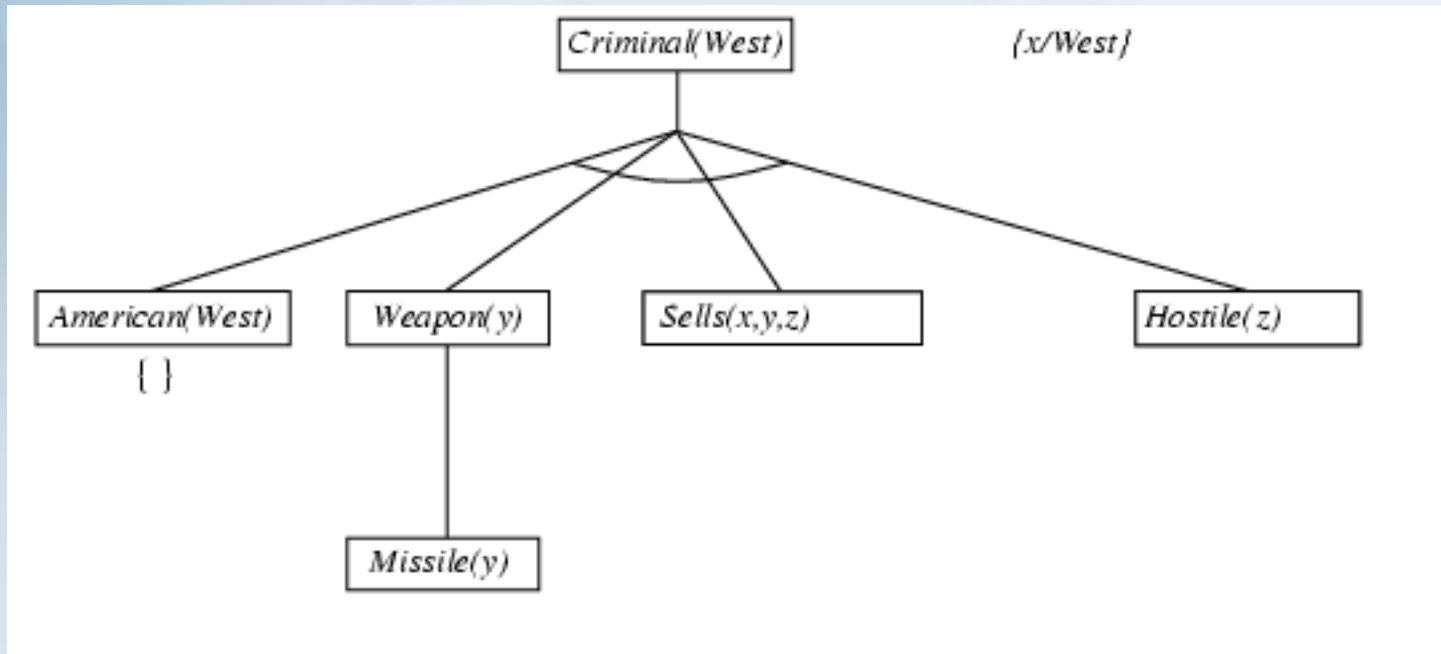 Criminal(West) {x/West}
American(West) Weapon(y) Sells(x,y,z) Hostile(z)
{ }
Missile(y)